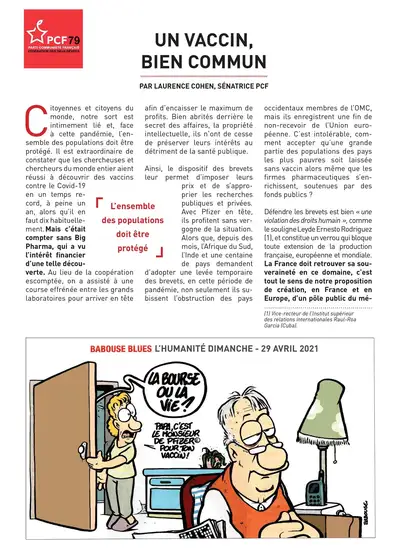 PCF79
PARTI COMMUNISTE FRANÇAIS
UN VACCIN,
BIEN COMMUN
PAR LAURENCE COHEN, SÉNATRICE PCF
Citoyennes et citoyens du
monde, notre sort est
intimement lié et, face
à cette pandémie, l'en-
semble des populations doit être
protégé. Il est extraordinaire de
constater que les chercheuses et
chercheurs du monde entier aient
réussi à découvrir des vaccins
contre le Covid-19
en un temps re-
cord, à peine un
an, alors qu'il en
faut dix habituelle-
ment. Mais c'était
compter sans Big
Pharma, qui a vu
l'intérêt financier
d'une telle décou-
verte. Au lieu de la coopération
escomptée, on a assisté à une
course effrénée entre les grands
laboratoires pour arriver en tête
L'ensemble
des populations
doit être
protégé
afin d'encaisser le maximum de
profits. Bien abrités derrière le
secret des affaires, la propriété
intellectuelle, ils n'ont de cesse
de préserver leurs intérêts au
détriment de la santé publique.
Ainsi, le dispositif des brevets
leur permet d'imposer leurs
prix et de s'appro-
prier les recherches
publiques et privées.
Avec Pfizer en tête,
ils profitent sans ver-
gogne de la situation.
Alors que, depuis des
mois, l'Afrique du Sud,
l'Inde et une centaine
de pays demandent
d'adopter une levée temporaire
des brevets, en cette période de
pandémie, non seulement ils su-
bissent l'obstruction des pays
occidentaux membres de l'OMC,
mais ils enregistrent une fin de
non-recevoir de l'Union euro-
péenne. C'est intolérable, com-
ment accepter qu'une grande
partie des populations des pays
les plus pauvres soit laissée
sans vaccin alors même que les
firmes pharmaceutiques s'en-
richissent, soutenues par des
fonds publics ?
Défendre les brevets est bien « une
violation des droits humain », comme
le souligne Leyde Ernesto Rodriguez
(1), et constitue un verrou qui bloque
toute extension de la production
française, européenne et mondiale.
La France doit retrouver sa sou-
veraineté en ce domaine, c'est
tout le sens de notre proposition
de création, en France et en
Europe, d'un pôle public du mé-
(1) Vice-recteur de l'Institut supérieur
des relations internationales Raul-Roa
Garcia (Cuba).
BABOUSE BLUES L'HUMANITÉ DIMANCHE - 29 AVRIL 2021
LA BOURSE
OU LA
VIE ?
PAPA, C'EST
LE MONSIEUR
DE PFIZER
POUR TON
VACCIN !
BABOUSE